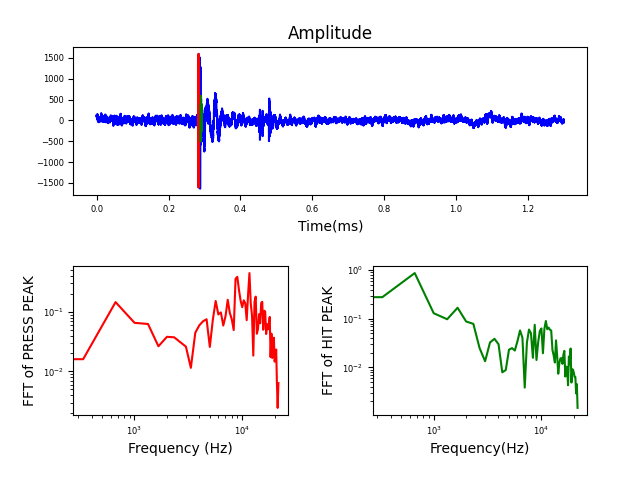 Amplitude
1500
1000
500
0
−500
−1000
−1500
0.0 0.2 0.4 0.6 0.8 1.0 1.2
Time(ms)
FFT of PRESS PEAK
10⁻¹
10⁻²
10³ 10⁴
Frequency (Hz)
FFT of HIT PEAK
10⁰
10⁻¹
10⁻²
10³ 10⁴
Frequency(Hz)